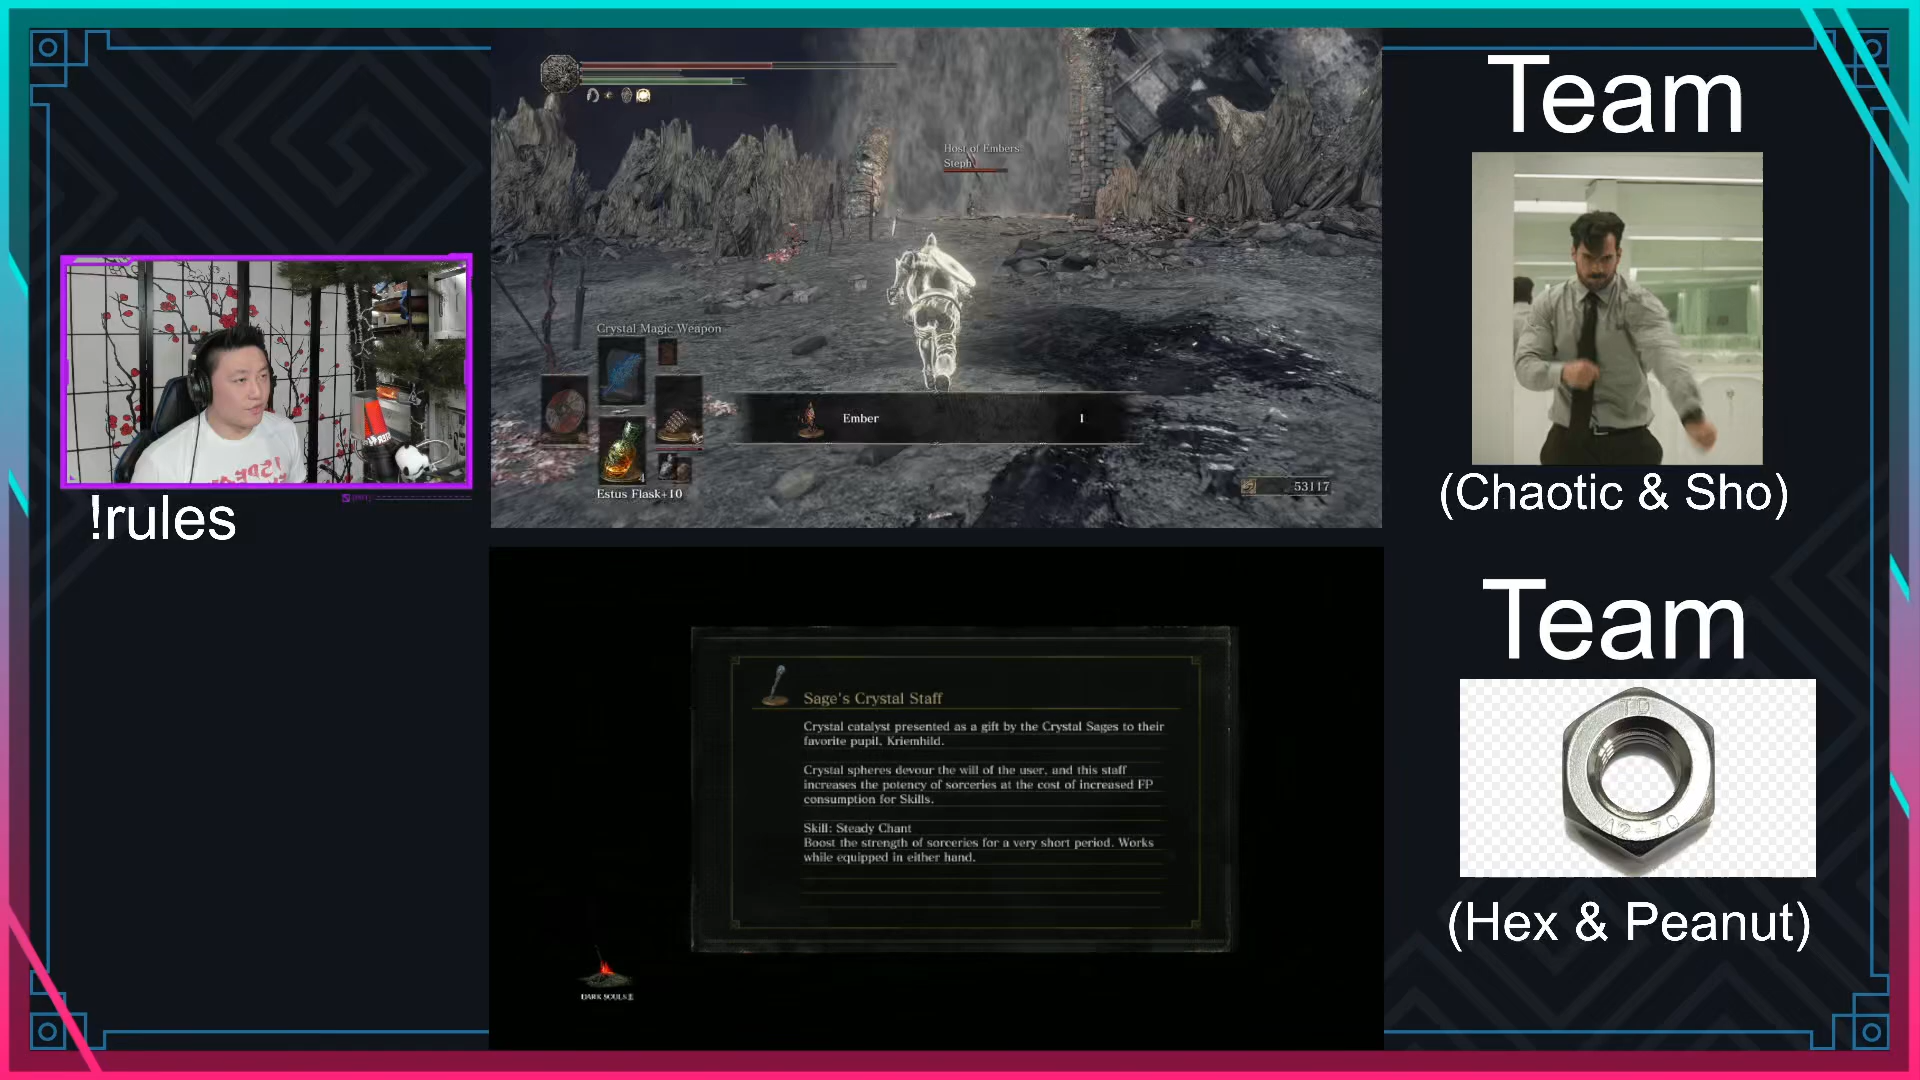 Team
(Chaotic & Sho)
Team
(Hex & Peanut)
!rules
Host of Embers:
Steph
Crystal Magic Weapon
Ember 1
4
Estus Flask+10
53117
Sage's Crystal Staff
Crystal catalyst presented as a gift by the Crystal Sages to their
favorite pupil, Kriemhild.
Crystal spheres devour the will of the user, and this staff
increases the potency of sorceries at the cost of increased FP
consumption for Skills.
Skill: Steady Chant
Boost the strength of sorceries for a very short period. Works
while equipped in either hand.
DARK SOULS III